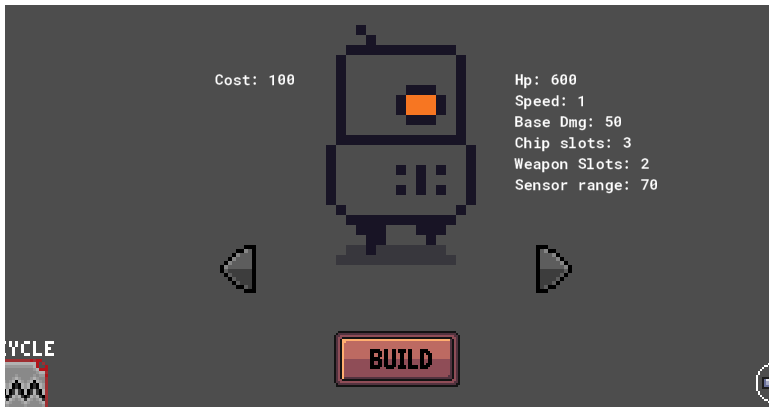 Cost: 100
Hp: 600
Speed: 1
Base Dmg: 50
Chip slots: 3
Weapon Slots: 2
Sensor range: 70
YCLE
BUILD